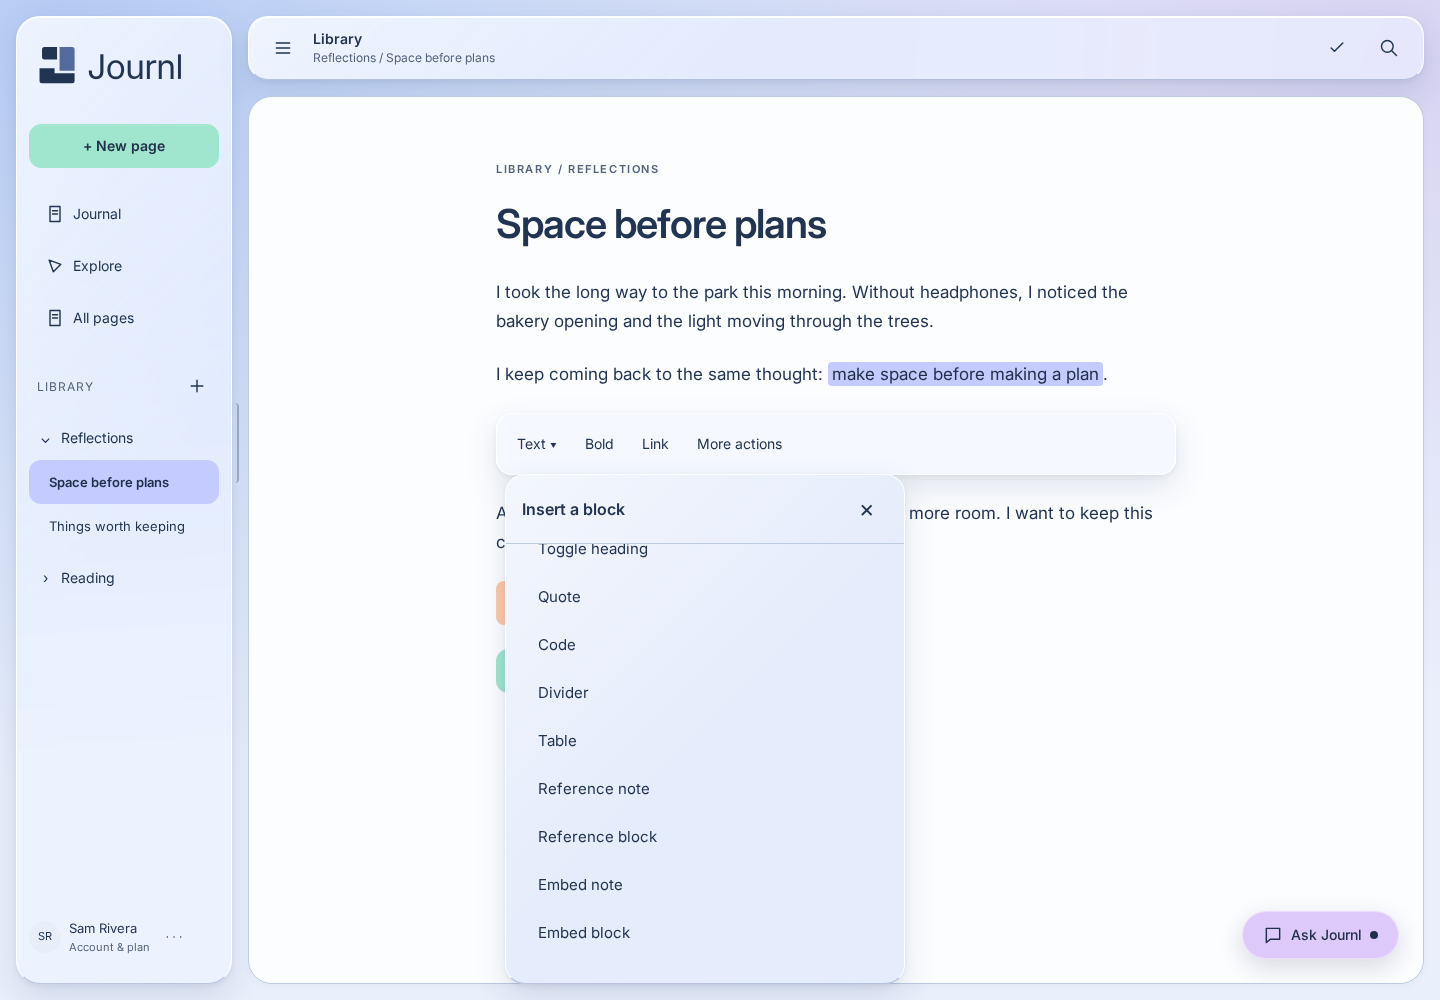 Journl
+ New page
Journal
Explore
All pages
LIBRARY
Reflections
Space before plans
Things worth keeping
Reading
SR
Sam Rivera
Account & plan
Library
Reflections / Space before plans
LIBRARY / REFLECTIONS
Space before plans
I took the long way to the park this morning. Without headphones, I noticed the
bakery opening and the light moving through the trees.
I keep coming back to the same thought: make space before making a plan.
Text ▾ Bold Link More actions
more room. I want to keep this
Insert a block
Toggle heading
Quote
Code
Divider
Table
Reference note
Reference block
Embed note
Embed block
Ask Journl